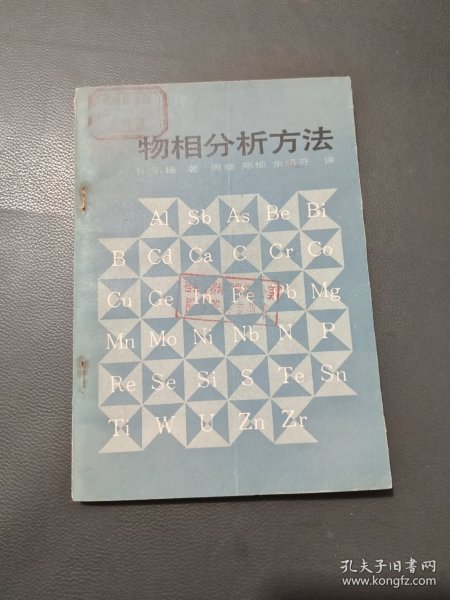 物相分析方法
R.S.杨 著 译
Al Sb As Be Bi
B Cd Ca C Cr Co
Cu Ge In Fe Pb Mg
Mn Mo Ni Nb N P
Re Se Si S Te Sn
Ti W U Zn Zr
孔夫子旧书网
www.kongfz.com